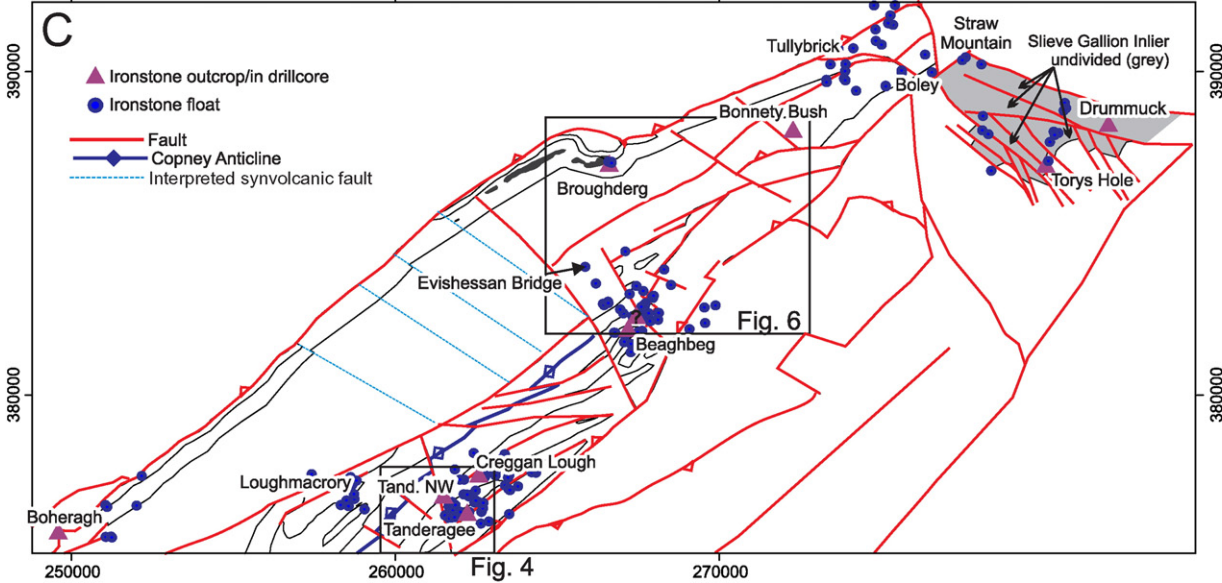 C
Ironstone outcrop/in drillcore
Ironstone float
Fault
Copney Anticline
Interpreted synvolcanic fault
390000
380000
Tullybrick
Straw
Mountain
Slieve Gallion Inlier
undivided (grey)
390000
Boley
Drummuck
Bonnety Bush
Broughderg
Torys Hole
Evishessan Bridge
?
Fig. 6
Beaghbeg
380000
Creggan Lough
Loughmacrory
Tand. NW
Boheragh
Tanderagee
Fig. 4
250000
260000
270000